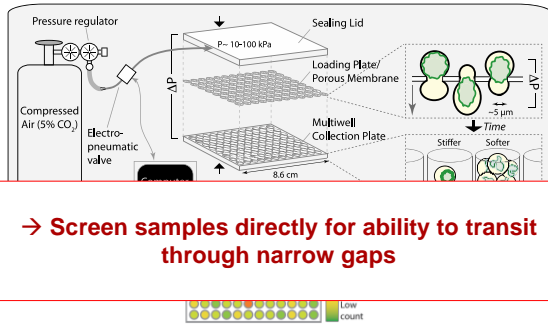 Pressure regulator
Sealing Lid
P~ 10-100 kPa
Loading Plate/
Porous Membrane
ΔP
ΔP
Compressed
Air (5% CO2)
~5 μm
Electro-
pneumatic
valve
Multiwell
Collection Plate
Time
Stiffer
Softer
8.6 cm
→ Screen samples directly for ability to transit
through narrow gaps
Low
count